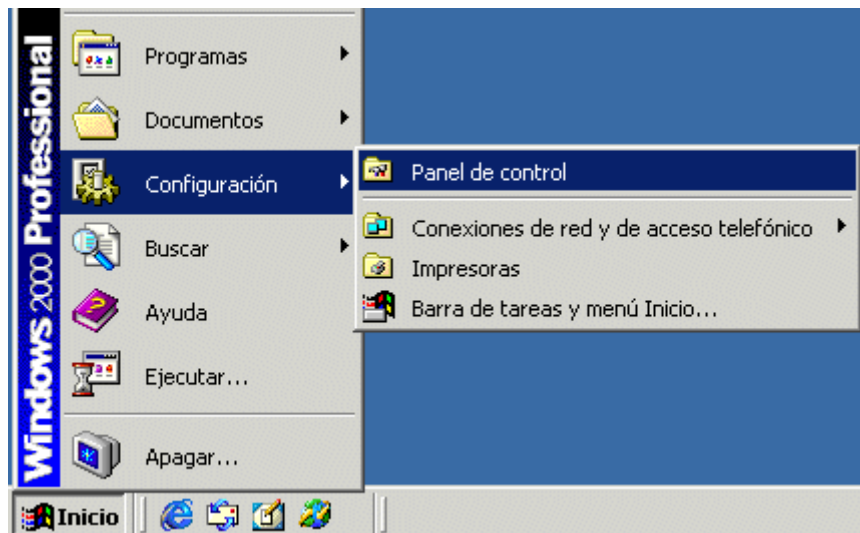 Windows 2000 Professional
Programas
Documentos
Configuración
Buscar
Ayuda
Ejecutar...
Apagar...
Panel de control
Conexiones de red y de acceso telefónico
Impresoras
Barra de tareas y menú Inicio...
Inicio